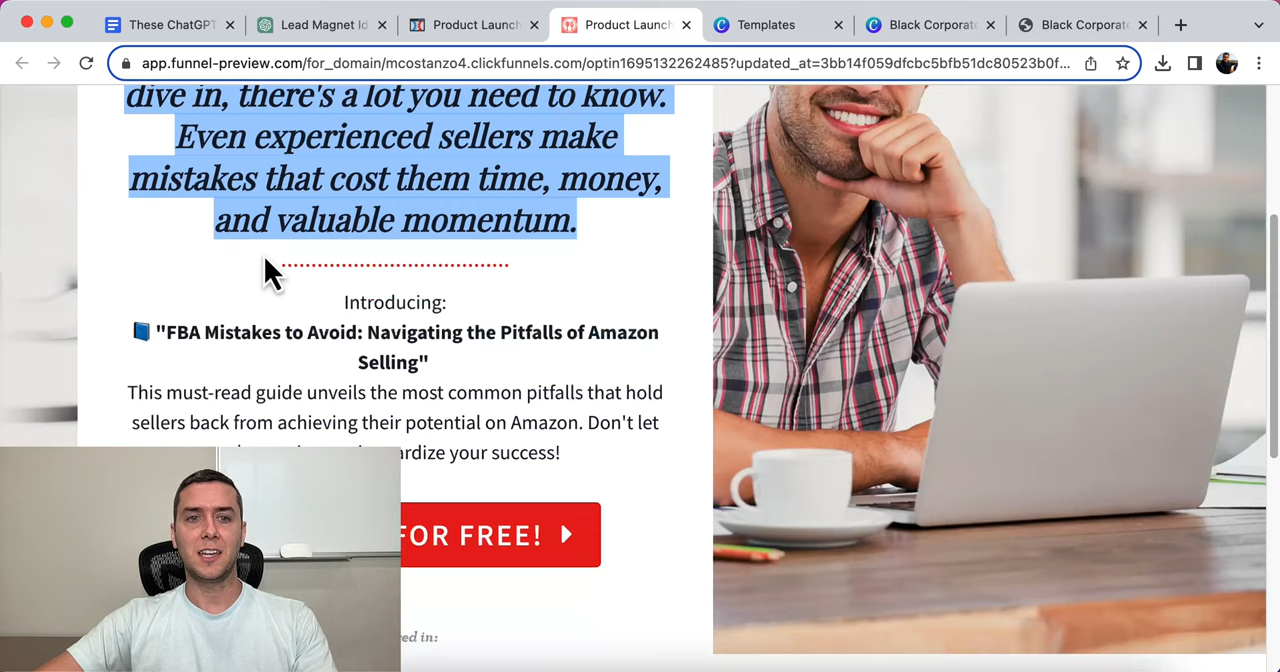 These ChatGPT
Lead Magnet Id
Product Launch
Product Launch
Templates
Black Corporate
Black Corporate
app.funnel-preview.com/for_domain/mcostanzo4.clickfunnels.com/optin1695132262485?updated_at=3bb14f059dfcbc5bfb51dc80523b0f...
dive in, there's a lot you need to know.
Even experienced sellers make
mistakes that cost them time, money,
and valuable momentum.
Introducing:
"FBA Mistakes to Avoid: Navigating the Pitfalls of Amazon
Selling"
This must-read guide unveils the most common pitfalls that hold
sellers back from achieving their potential on Amazon. Don't let
your success!
FOR FREE!
in: